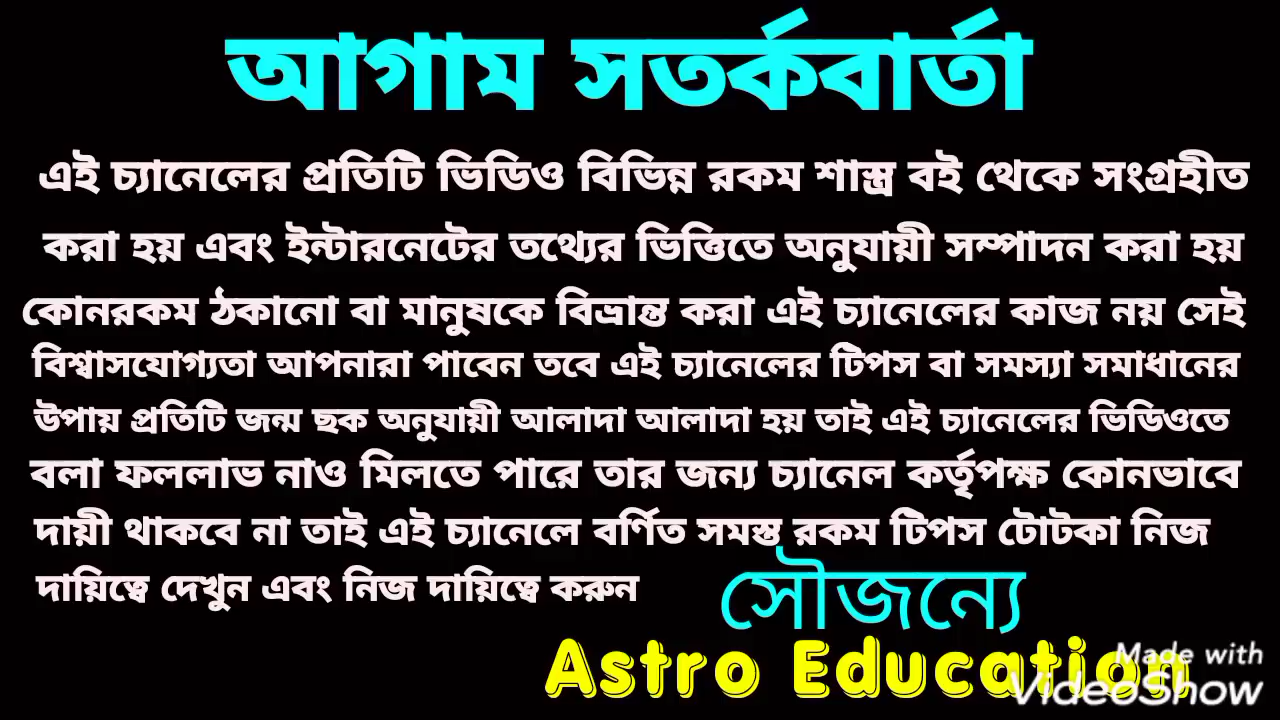 আগাম সতর্কবার্তা
এই চ্যানেলের প্রতিটি ভিডিও বিভিন্ন রকম শাস্ত্র বই থেকে সংগ্রহীত
করা হয় এবং ইন্টারনেটের তথ্যের ভিত্তিতে অনুযায়ী সম্পাদন করা হয়
কোনরকম ঠকানো বা মানুষকে বিভ্রান্ত করা এই চ্যানেলের কাজ নয় সেই
বিশ্বাসযোগ্যতা আপনারা পাবেন তবে এই চ্যানেলের টিপস বা সমস্যা সমাধানের
উপায় প্রতিটি জন্ম ছক অনুযায়ী আলাদা আলাদা হয় তাই এই চ্যানেলের ভিডিওতে
বলা ফললাভ নাও মিলতে পারে তার জন্য চ্যানেল কর্তৃপক্ষ কোনভাবে
দায়ী থাকবে না তাই এই চ্যানেলে বর্ণিত সমস্ত রকম টিপস টোটকা নিজ
দায়িত্বে দেখুন এবং নিজ দায়িত্বে করুন
সৌজন্যে
Astro Education
Made with
VideoShow